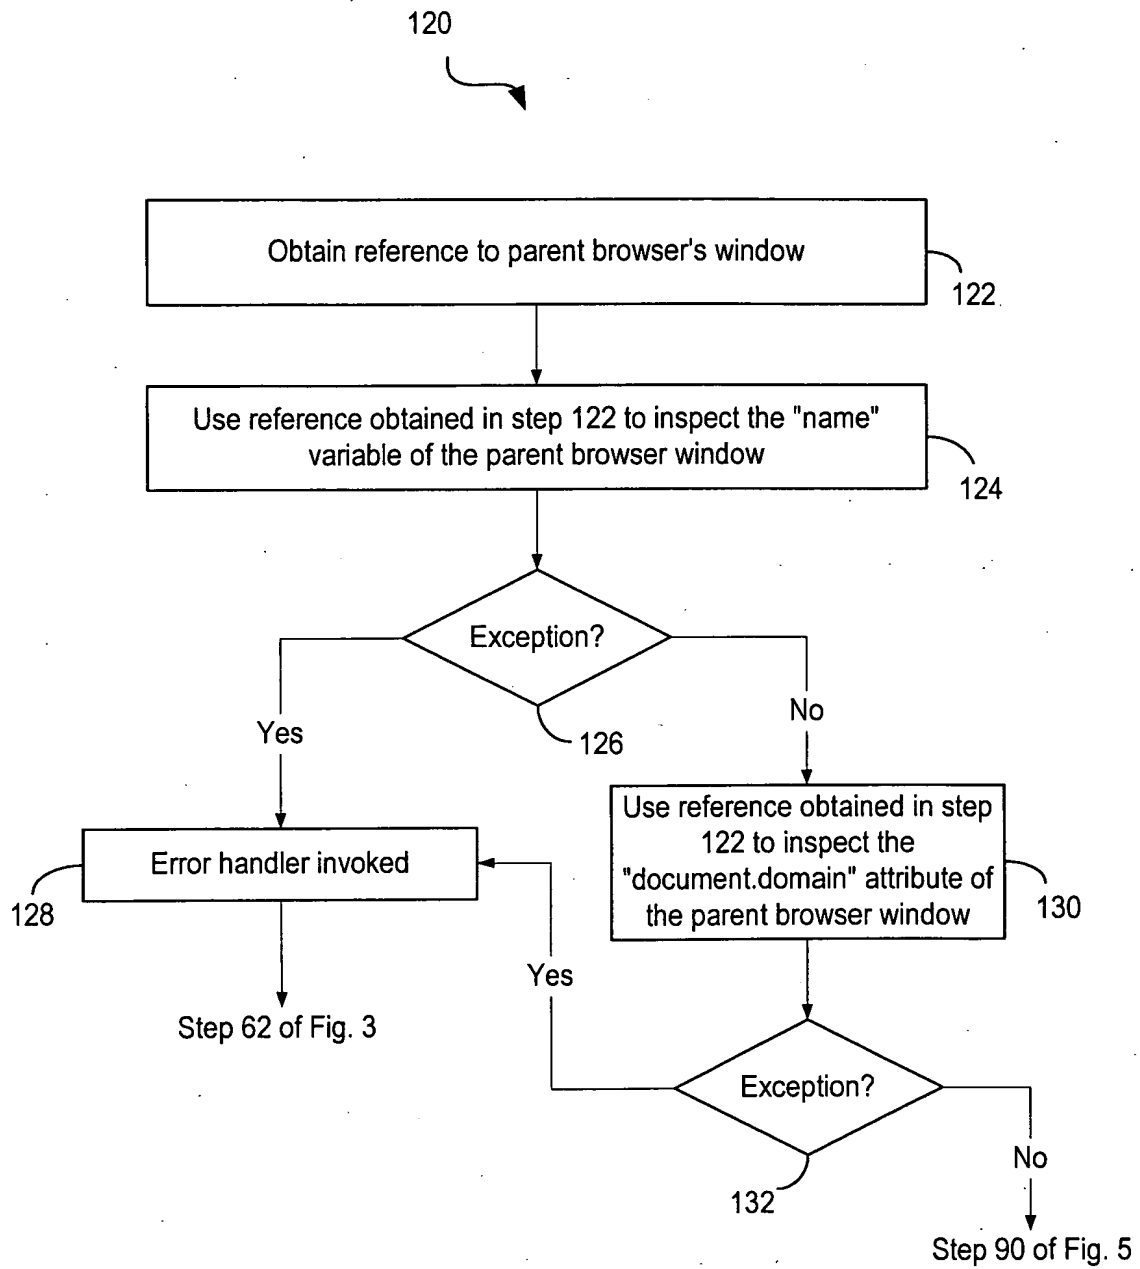 120
Obtain reference to parent browser's window
122
Use reference obtained in step 122 to inspect the "name"
variable of the parent browser window
124
Exception?
126
Yes
No
Use reference obtained in step
122 to inspect the
"document.domain" attribute of
the parent browser window
130
Error handler invoked
128
Yes
Step 62 of Fig. 3
Exception?
132
No
Step 90 of Fig. 5